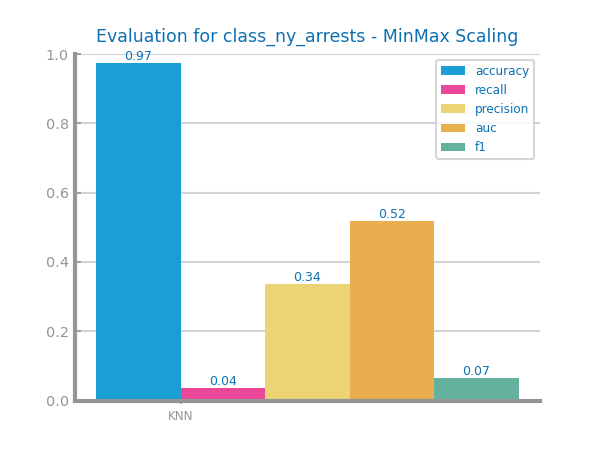 Evaluation for class_ny_arrests - MinMax Scaling
1.0
0.8
0.6
0.4
0.2
0.0
0.97
0.04
0.34
0.52
0.07
KNN
accuracy
recall
precision
auc
f1